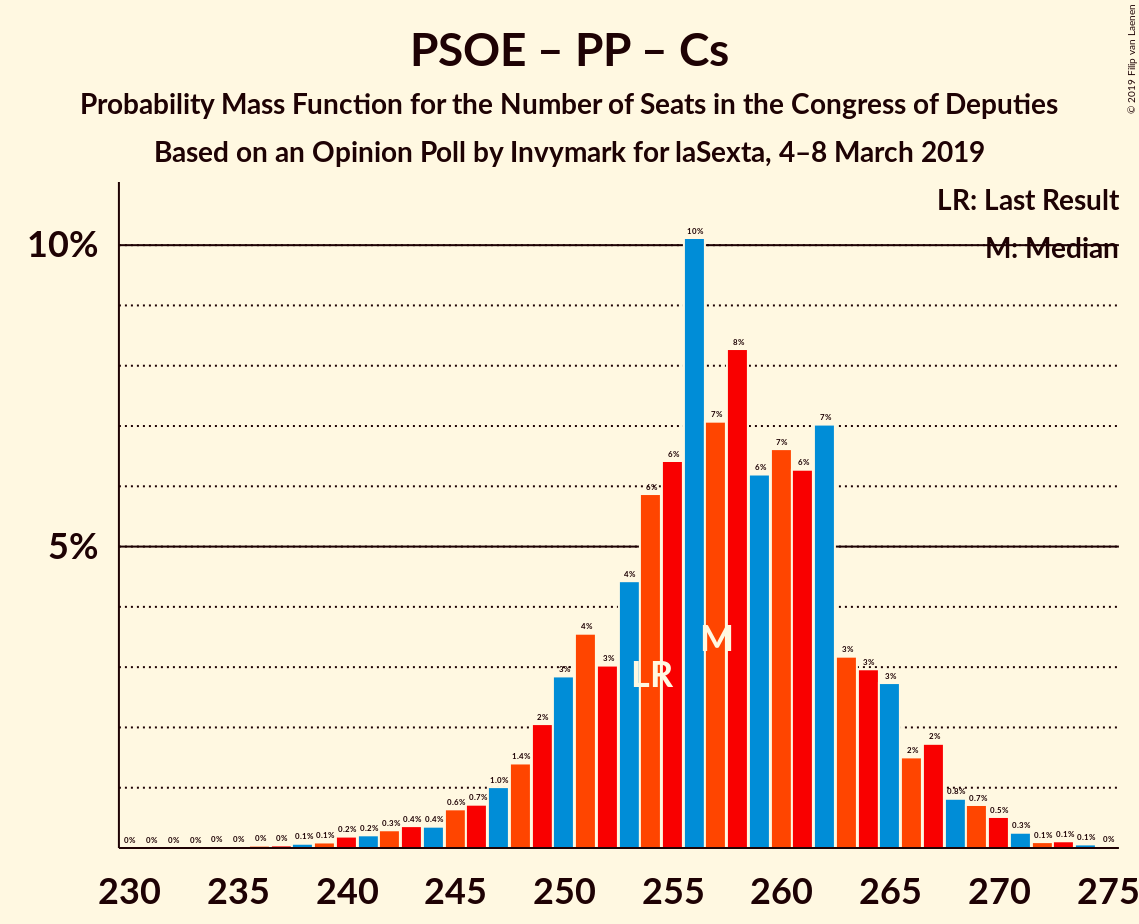 © 2019 Filip van Laenen
PSOE – PP – Cs
Probability Mass Function for the Number of Seats in the Congress of Deputies
Based on an Opinion Poll by Invymark for laSexta, 4–8 March 2019
LR: Last Result
M: Median
10%
5%
0% 0% 0% 0% 0% 0% 0% 0% 0.1% 0.1% 0.2% 0.2% 0.3% 0.4% 0.4% 0.6% 0.7% 1.0% 1.4% 2% 3% 4% 3% 4% 6% 6% 10% 7% 8% 6% 7% 6% 7% 3% 3% 3% 2% 2% 0.8% 0.7% 0.5% 0.3% 0.1% 0.1% 0.1% 0%
LR
M
230 235 240 245 250 255 260 265 270 275